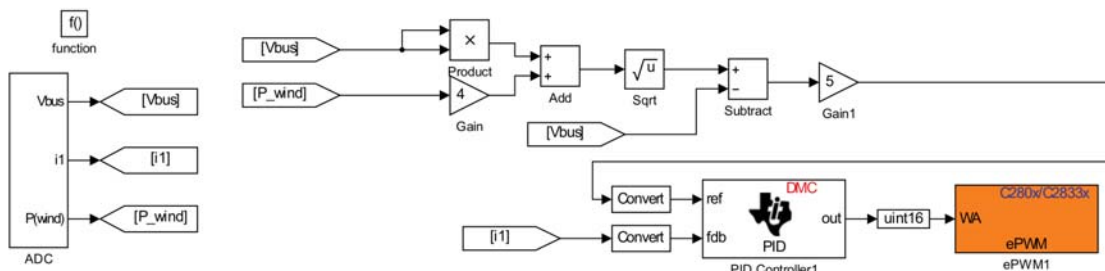 f()
function
Vbus
[Vbus]
i1
[i1]
P(wind)
[P_wind]
ADC
[Vbus]
×
Product
[P_wind]
4
Gain
+
+
Add
√u
Sqrt
+
−
Subtract
[Vbus]
5
Gain1
Convert
ref
DMC
[i1]
Convert
fdb
PID
out
PID Controller1
uint16
C280x/C2833x
WA
ePWM
ePWM1